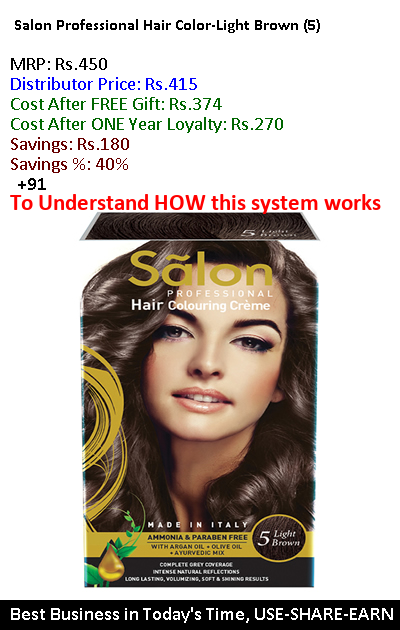 Salon Professional Hair Color-Light Brown (5)
MRP: Rs.450
Distributor Price: Rs.415
Cost After FREE Gift: Rs.374
Cost After ONE Year Loyalty: Rs.270
Savings: Rs.180
Savings %: 40%
+91
To Understand HOW this system works
5 Light
Brown
Sãlon
PROFESSIONAL
Hair Colouring Crème
MADE IN ITALY
AMMONIA & PARABEN FREE
WITH ARGAN OIL • OLIVE OIL
• AYURVEDIC MIX
5 Light
Brown
COMPLETE GREY COVERAGE
INTENSE NATURAL REFLECTIONS
LONG LASTING, VOLUMIZING, SOFT & SHINING RESULTS
Best Business in Today's Time, USE-SHARE-EARN